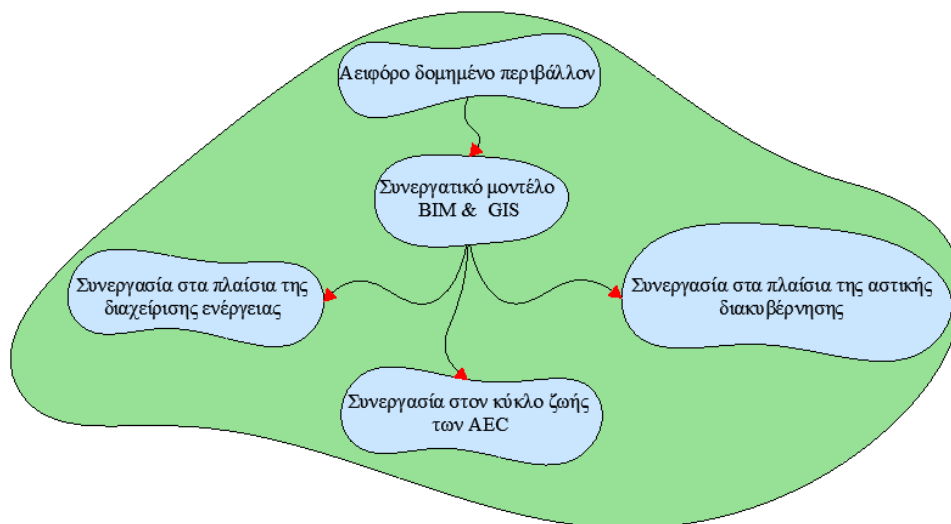 Αειφόρο δομημένο περιβάλλον
Συνεργατικό μοντέλο
BIM & GIS
Συνεργασία στα πλαίσια της
διαχείρισης ενέργειας
Συνεργασία στα πλαίσια της αστικής
διακυβέρνησης
Συνεργασία στον κύκλο ζωής
των AEC